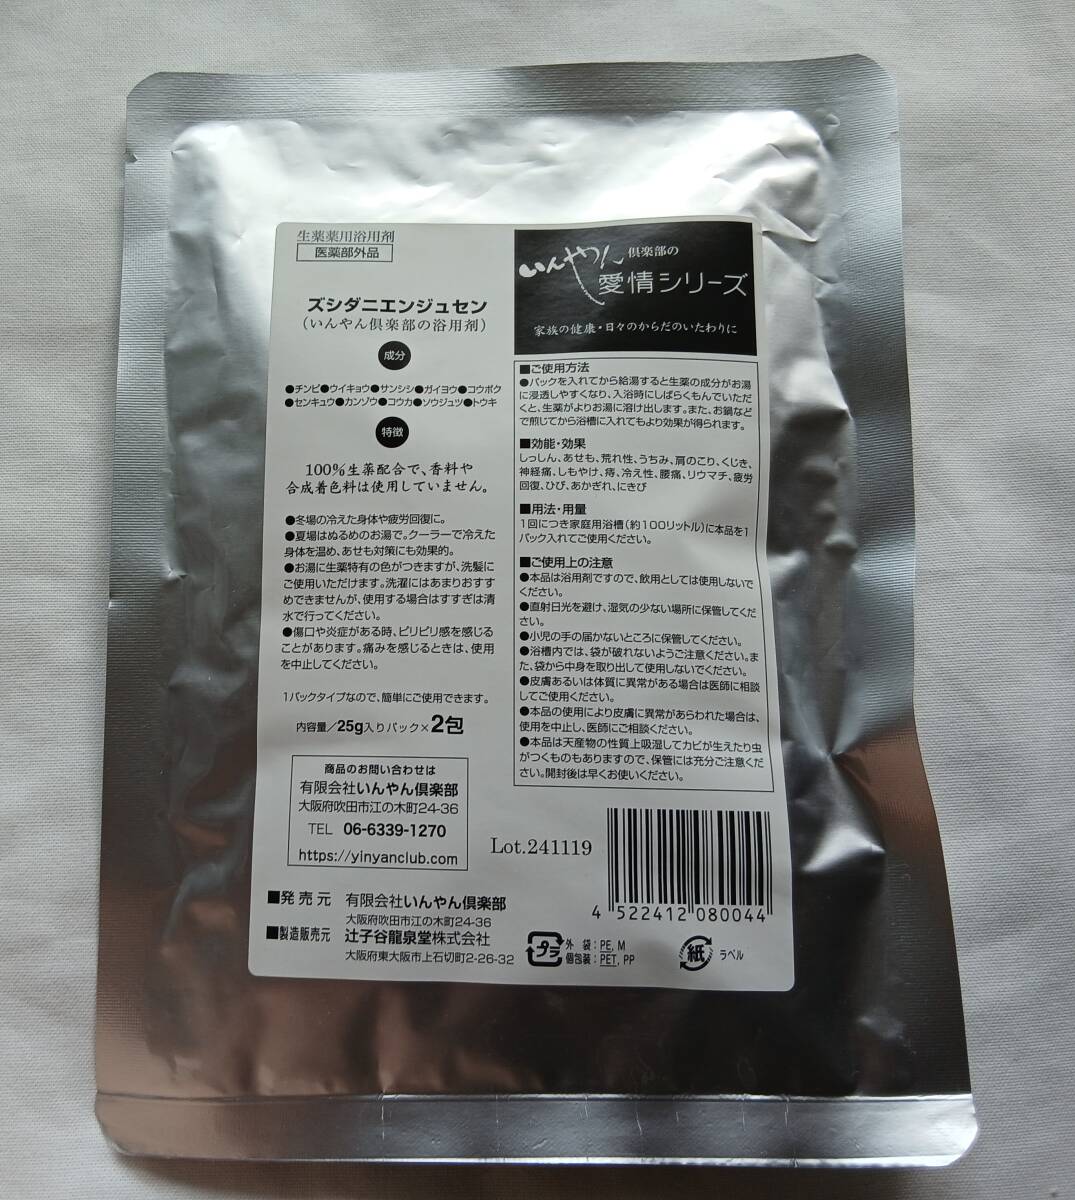 生薬薬用浴用剤
医薬部外品
ズシダニエンジュセン
(いんやん倶楽部の浴用剤)
成分
●チンピ●ウイキョウ●サンシシ●ガイヨウ●コウボク
●センキュウ●カンゾウ●コウカ●ソウジュツ●トウキ
特徴
100%生薬配合で、香料や
合成着色料は使用していません。
●冬場の冷えた身体や疲労回復に。
●夏場はぬるめのお湯で。クーラーで冷えた
身体を温め、あせも対策にも効果的。
●お湯に生薬特有の色がつきますが、洗髪に
ご使用いただけます。洗濯にはあまりおすす
めできませんが、使用する場合はすすぎは清
水で行ってください。
●傷口や炎症がある時、ピリピリ感を感じる
ことがあります。痛みを感じるときは、使用
を中止してください。
1パックタイプなので、簡単にご使用できます。
内容量/25g入りパック×2包
商品のお問い合わせは
有限会社いんやん倶楽部
大阪府吹田市江の木町24-36
TEL 06-6339-1270
https://yinyanclub.com
いんやん倶楽部の
愛情シリーズ
家族の健康・日々のからだのいたわりに
■ご使用方法
●パックを入れてから給湯すると生薬の成分がお湯
に浸透しやすくなり、入浴時にしばらくもんでいただ
くと、生薬がよりお湯に溶け出します。また、お鍋など
で煎じてから浴槽に入れてもより効果が得られます。
■効能・効果
しっしん、あせも、荒れ性、うちみ、肩のこり、くじき、
神経痛、しもやけ、痔、冷え性、腰痛、リウマチ、疲労
回復、ひび、あかぎれ、にきび
■用法・用量
1回につき家庭用浴槽(約100リットル)に本品を1
パック入れてご使用ください。
■ご使用上の注意
●本品は浴用剤ですので、飲用としては使用しないで
ください。
●直射日光を避け、湿気の少ない場所に保管してくだ
さい。
●小児の手の届かないところに保管してください。
●浴槽内では、袋が破れないようご注意ください。ま
た、袋から中身を取り出して使用しないでください。
●皮膚あるいは体質に異常がある場合は医師に相談
してご使用ください。
●本品の使用により皮膚に異常があらわれた場合は、
使用を中止し、医師にご相談ください。
●本品は天産物の性質上吸湿してカビが生えたり虫
がつくものもありますので、保管には充分ご注意くだ
さい。開封後は早くお使いください。
Lot.241119
4 522412 080044
■発売元 有限会社いんやん倶楽部
大阪府吹田市江の木町24-36
■製造販売元 辻子谷龍泉堂株式会社
大阪府東大阪市上石切町2-26-32
プラ
外 袋:PE, M
個包装:PET, PP
紙
ラベル